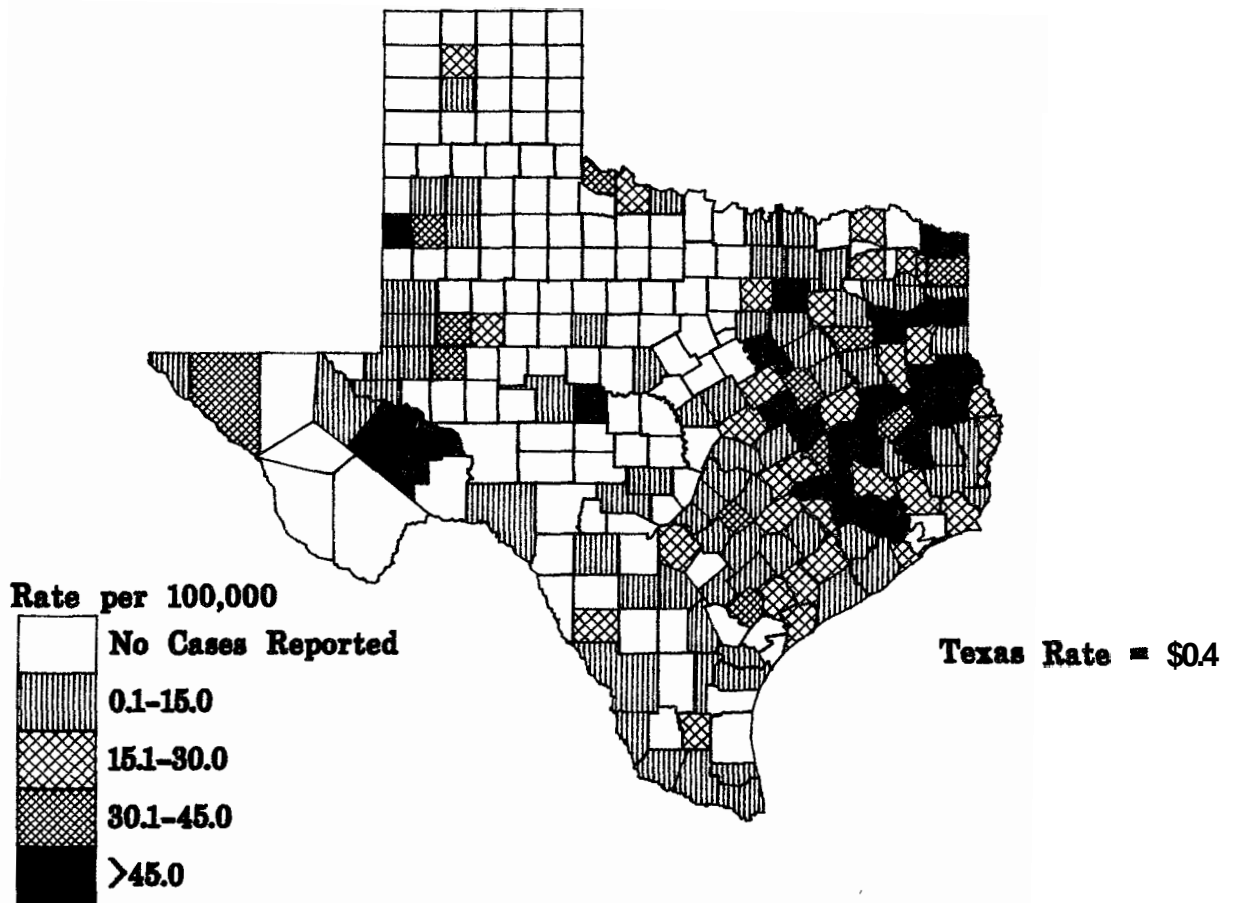 Rate per 100,000
No Cases Reported
0.1-15.0
15.1-30.0
30.1-45.0
>45.0
Texas Rate = $0.4